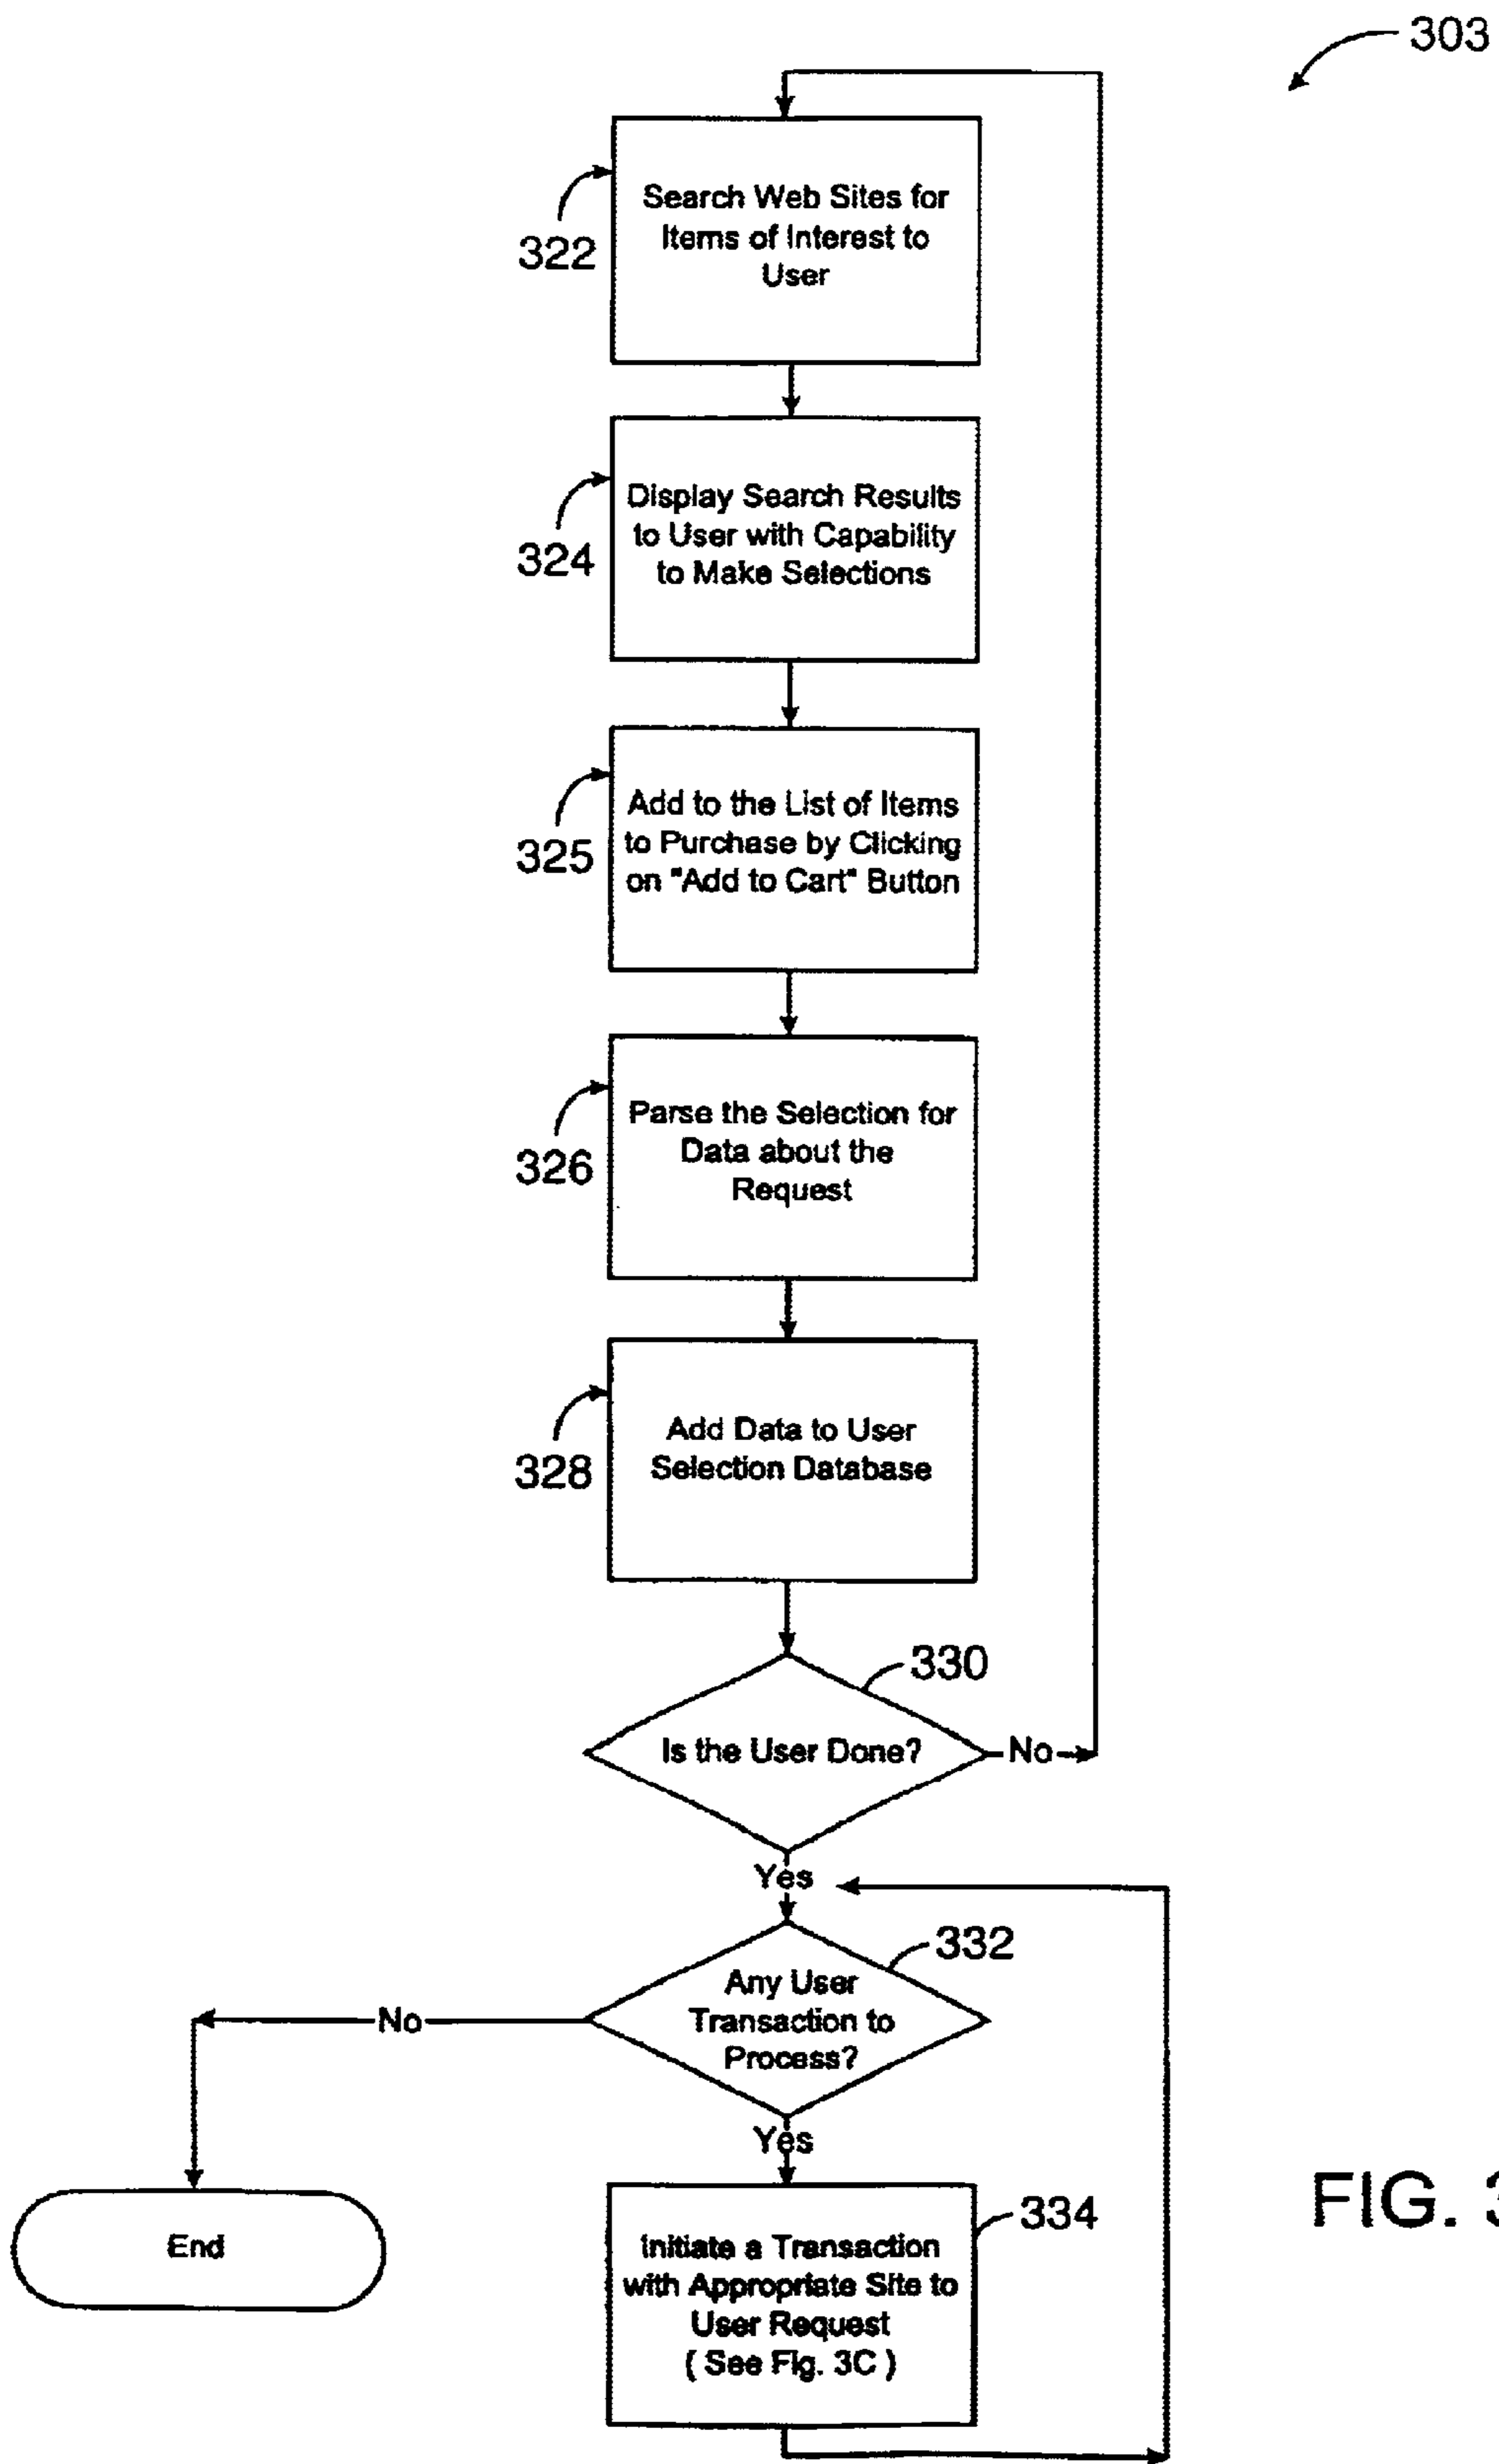 303
Search Web Sites for
Items of Interest to
User
322
Display Search Results
to User with Capability
to Make Selections
324
Add to the List of Items
to Purchase by Clicking
on "Add to Cart" Button
325
Parse the Selection for
Data about the
Request
326
Add Data to User
Selection Database
328
330
Is the User Done?
No
Yes
332
Any User
Transaction to
Process?
No
Yes
334
Initiate a Transaction
with Appropriate Site to
User Request
( See Fig. 3C )
End
FIG. 3